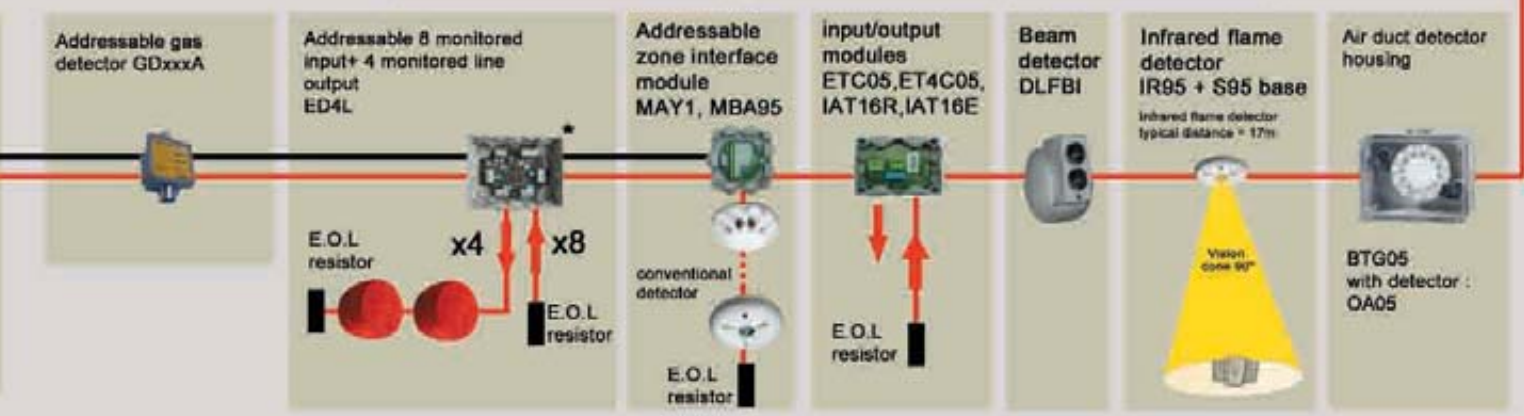 Addressable gas
detector GDxxxA
Addressable 8 monitored
input+ 4 monitored line
output
ED4L
*
E.O.L
resistor
x4
x8
E.O.L
resistor
Addressable
zone interface
module
MAY1, MBA95
conventional
detector
E.O.L
resistor
input/output
modules
ETC05,ET4C05,
IAT16R,IAT16E
E.O.L
resistor
Beam
detector
DLFBI
Infrared flame
detector
IR95 + S95 base
Infrared flame detector
typical distance = 17m
Vision
cone 90°
Air duct detector
housing
BTG05
with detector :
OA05